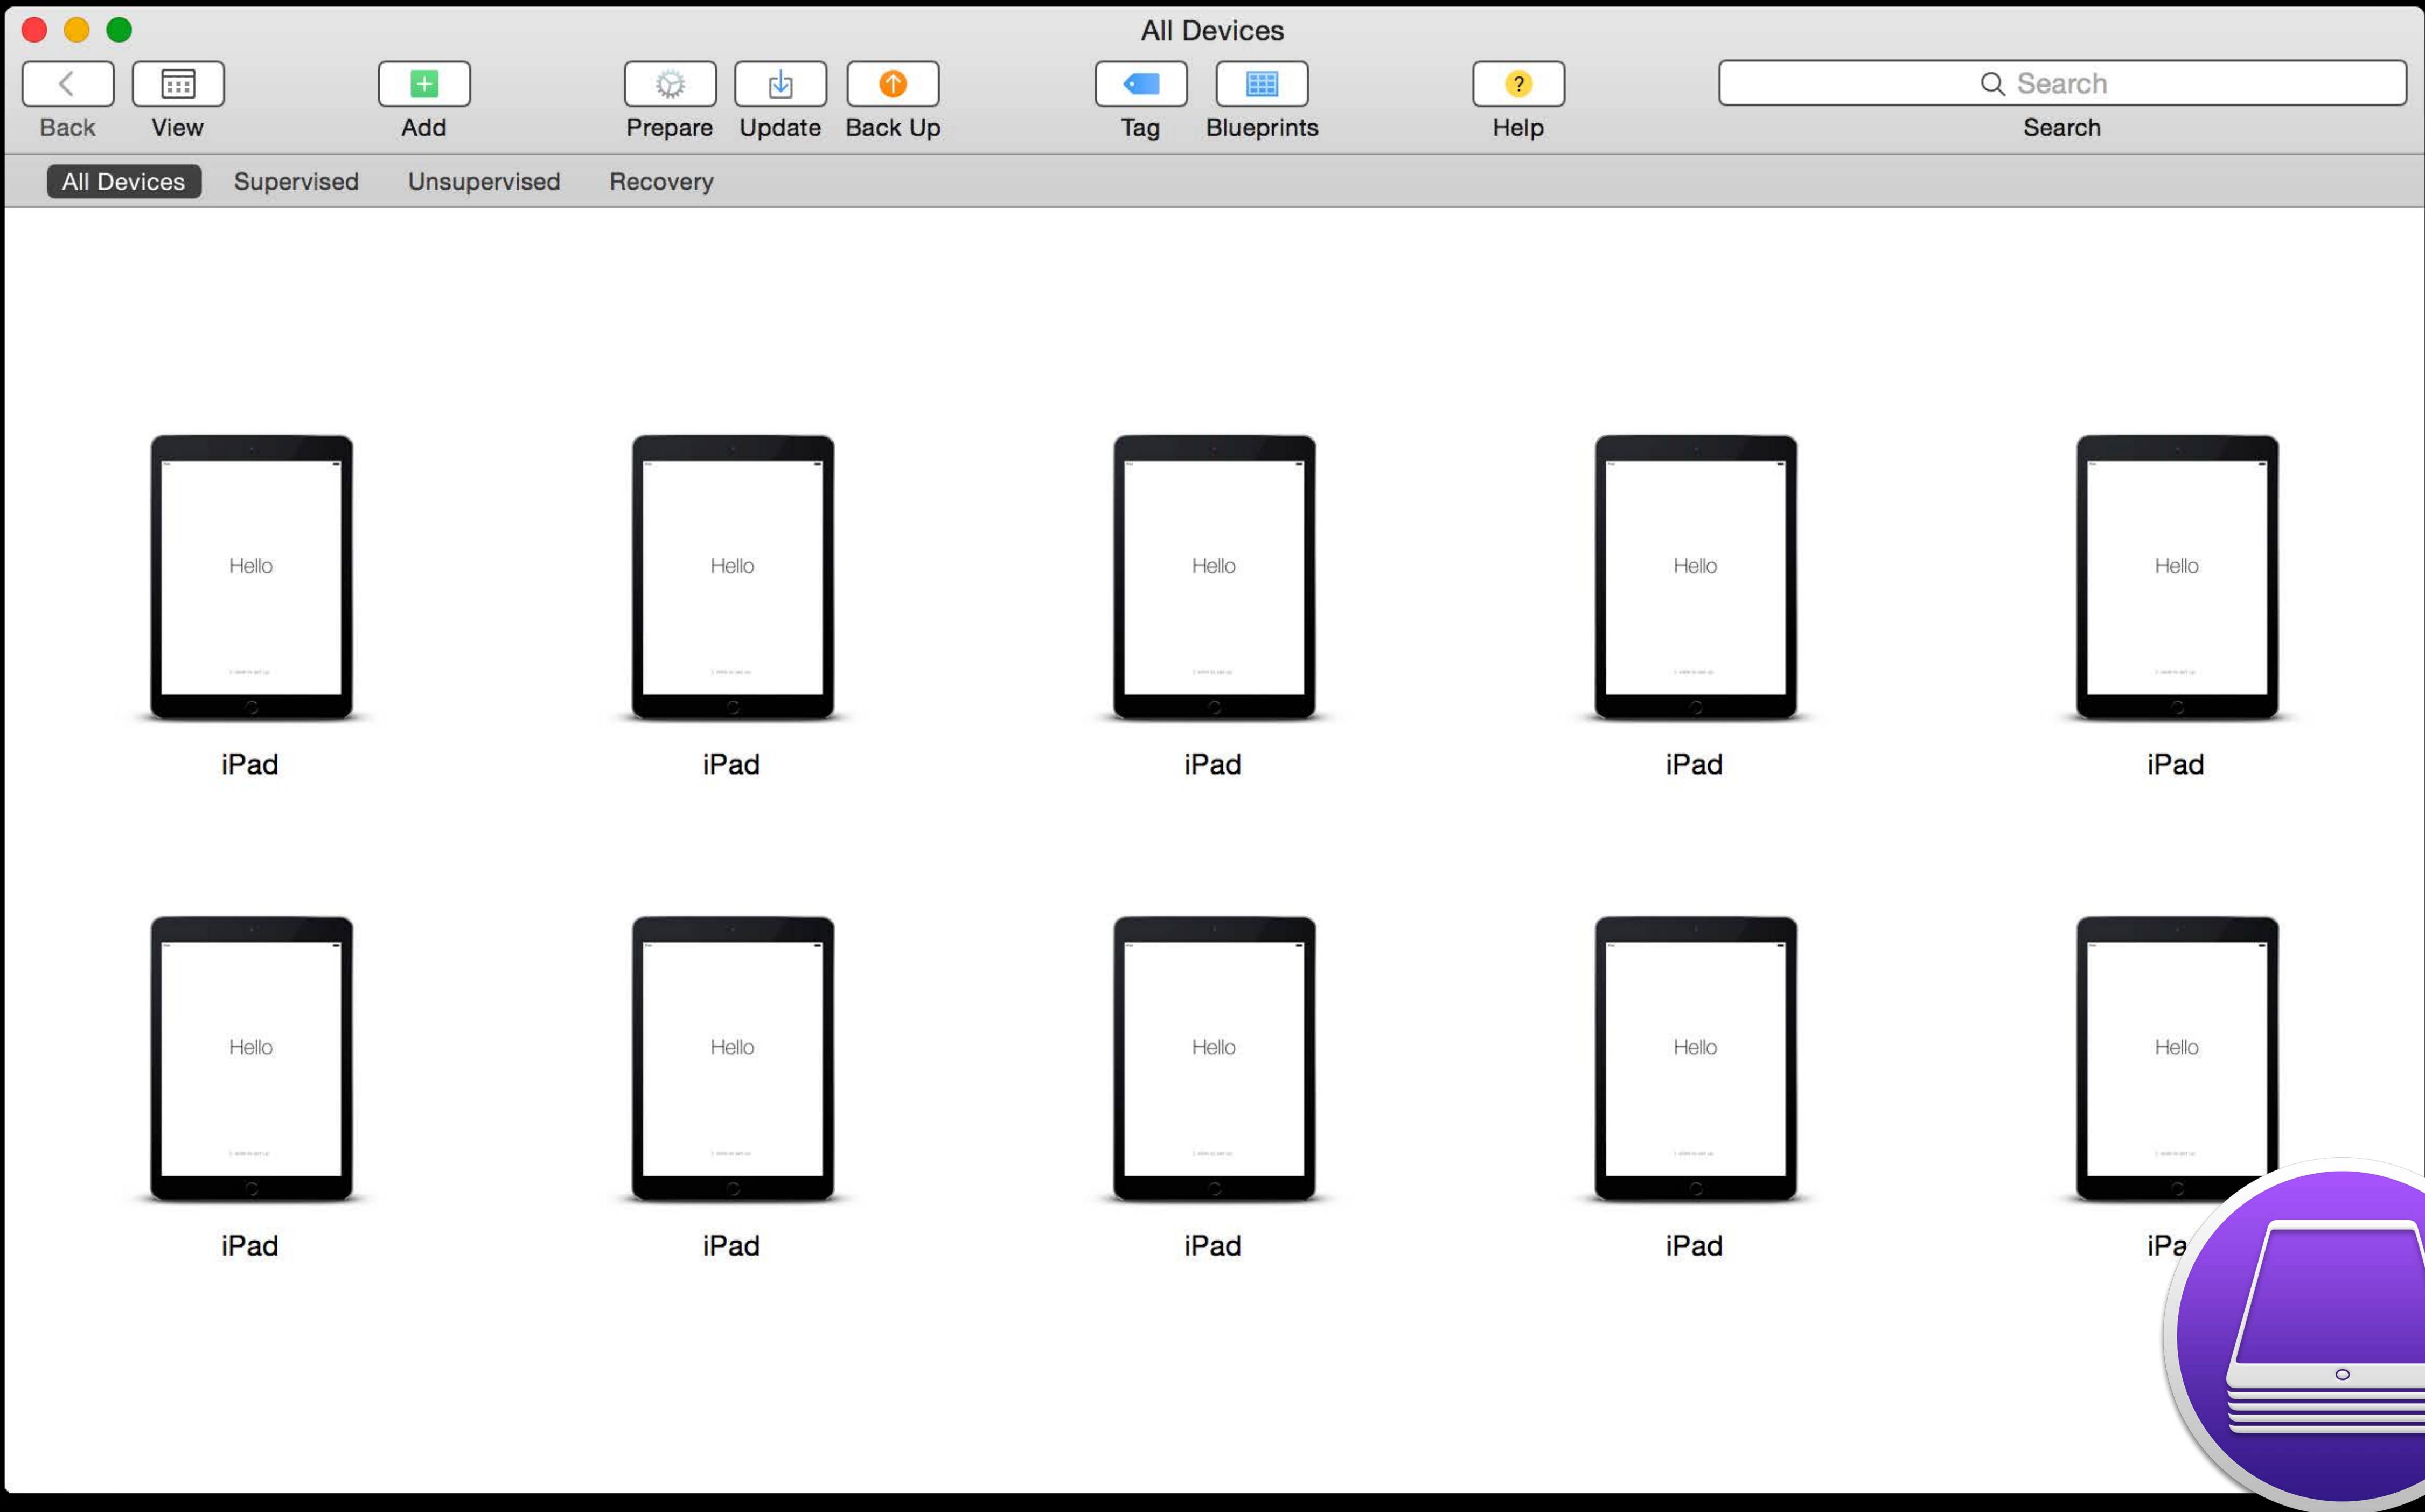 All Devices
Search
Back View Add Prepare Update Back Up Tag Blueprints Help Search
All Devices Supervised Unsupervised Recovery
Hello Hello Hello Hello Hello
iPad iPad iPad iPad iPad
Hello Hello Hello Hello Hello
iPad iPad iPad iPad iPa